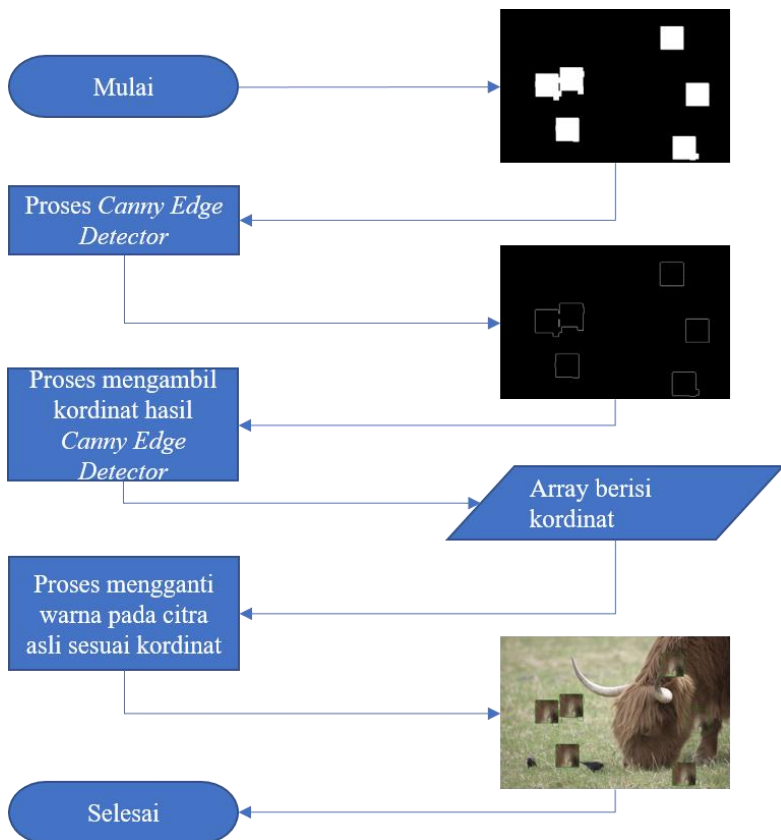 Mulai
Proses Canny Edge
Detector
Proses mengambil
kordinat hasil
Canny Edge
Detector
Array berisi
kordinat
Proses mengganti
warna pada citra
asli sesuai kordinat
Selesai